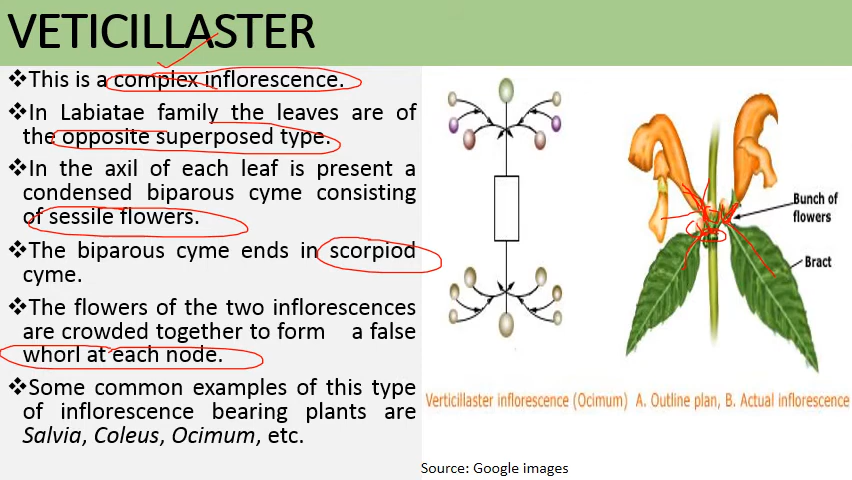 VETICILLASTER
❖This is a complex inflorescence.
❖In Labiatae family the leaves are of
the opposite superposed type.
❖In the axil of each leaf is present a
condensed biparous cyme consisting
of sessile flowers.
❖The biparous cyme ends in scorpiod
cyme.
❖The flowers of the two inflorescences
are crowded together to form a false
whorl at each node.
❖Some common examples of this type
of inflorescence bearing plants are
Salvia, Coleus, Ocimum, etc.
Bunch of
flowers
Bract
Verticillaster inflorescence (Ocimum) A. Outline plan, B. Actual inflorescence
Source: Google images